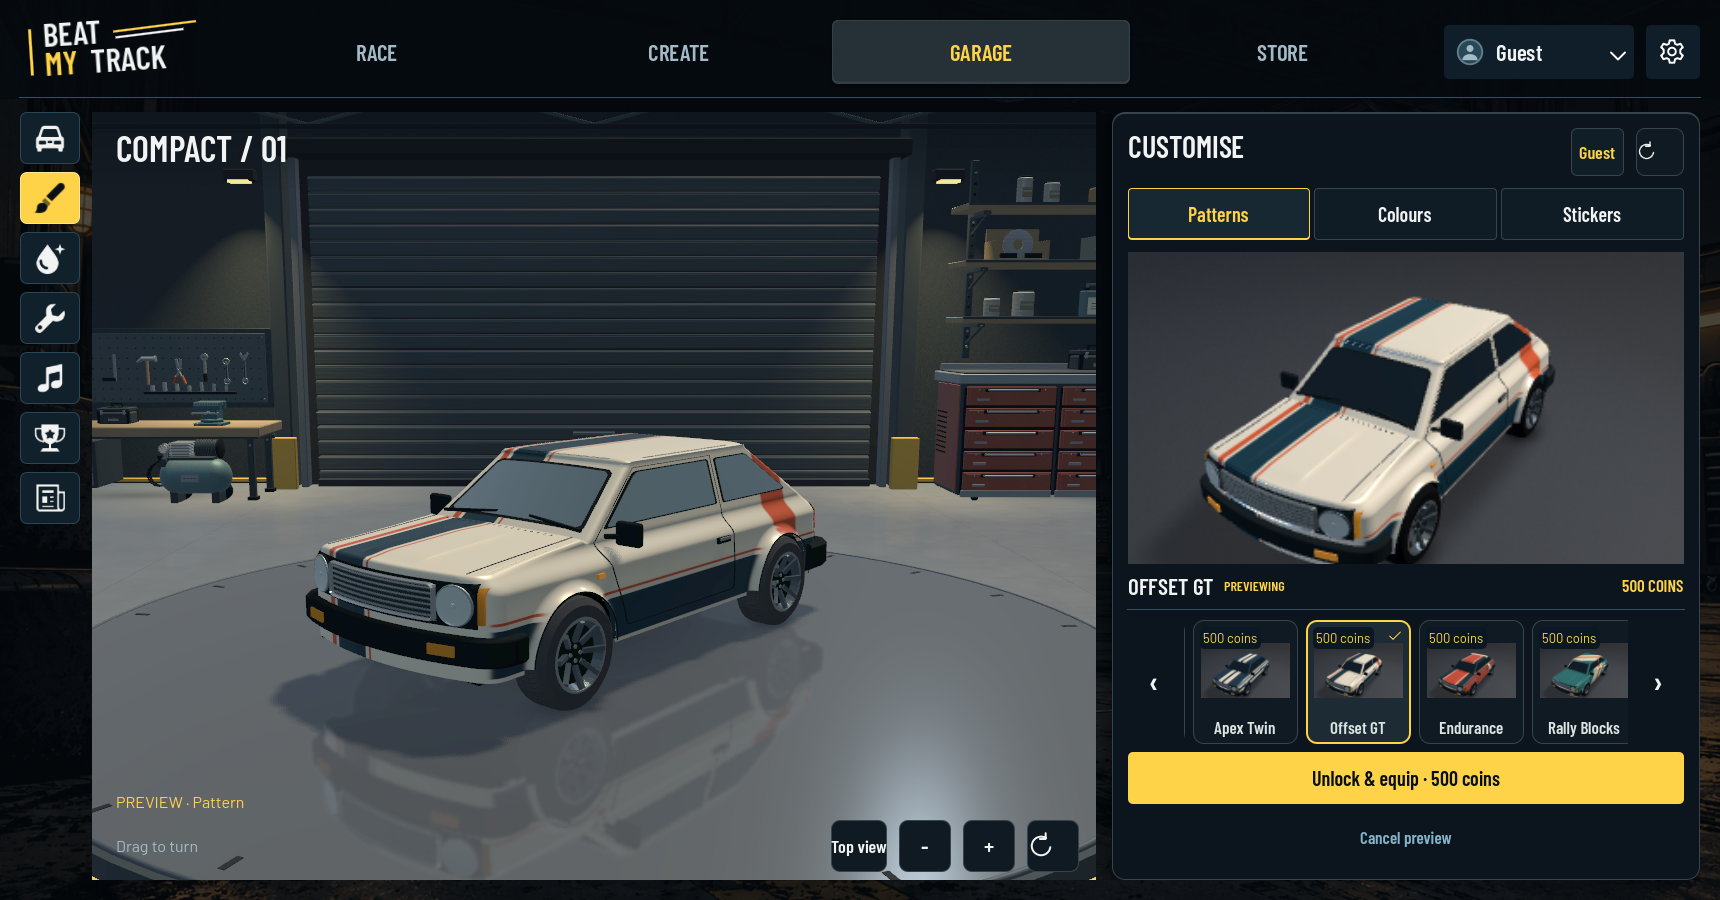 BEAT
MY TRACK
RACE
CREATE
GARAGE
STORE
Guest
COMPACT / 01
CUSTOMISE
Guest
Patterns
Colours
Stickers
OFFSET GT
PREVIEWING
500 COINS
500 coins
500 coins
500 coins
500 coins
Apex Twin
Offset GT
Endurance
Rally Blocks
Unlock & equip · 500 coins
Cancel preview
PREVIEW · Pattern
Drag to turn
Top view
-
+